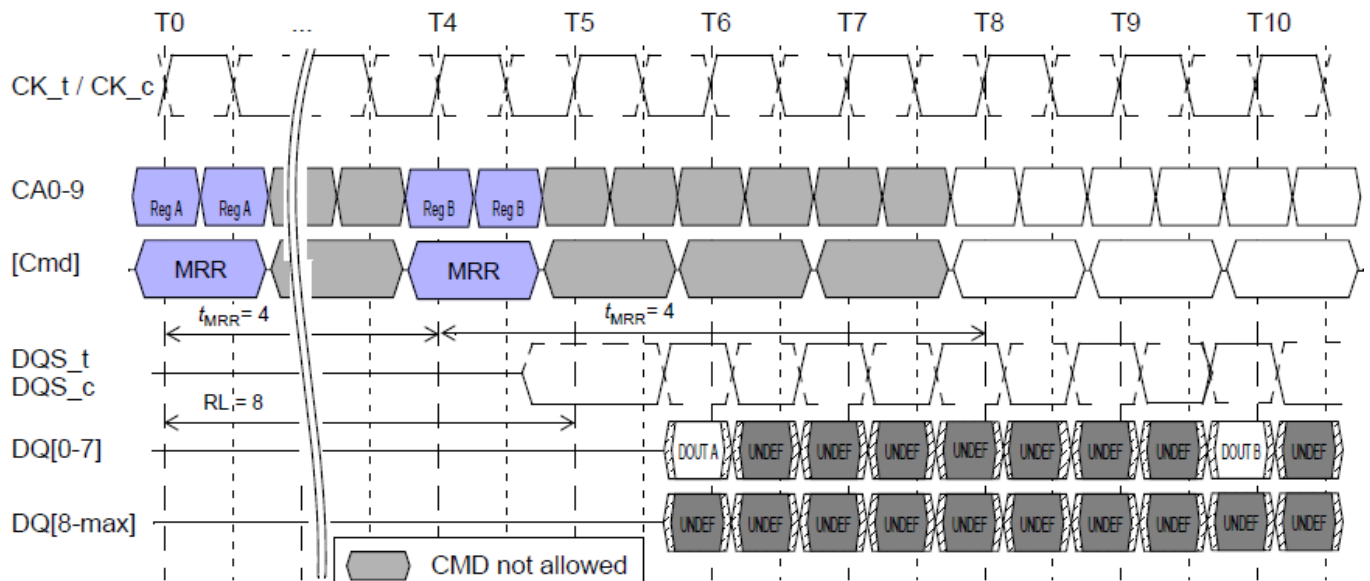 T0 ... T4 T5 T6 T7 T8 T9 T10
CK_t / CK_c
CA0-9 Reg A Reg A Reg B Reg B
[Cmd] MRR MRR
tMRR= 4 tMRR= 4
DQS_t
DQS_c
RL = 8
DQ[0-7] DOUT A UNDEF UNDEF UNDEF UNDEF UNDEF UNDEF UNDEF DOUT B UNDEF
DQ[8-max] UNDEF UNDEF UNDEF UNDEF UNDEF UNDEF UNDEF UNDEF UNDEF UNDEF
CMD not allowed